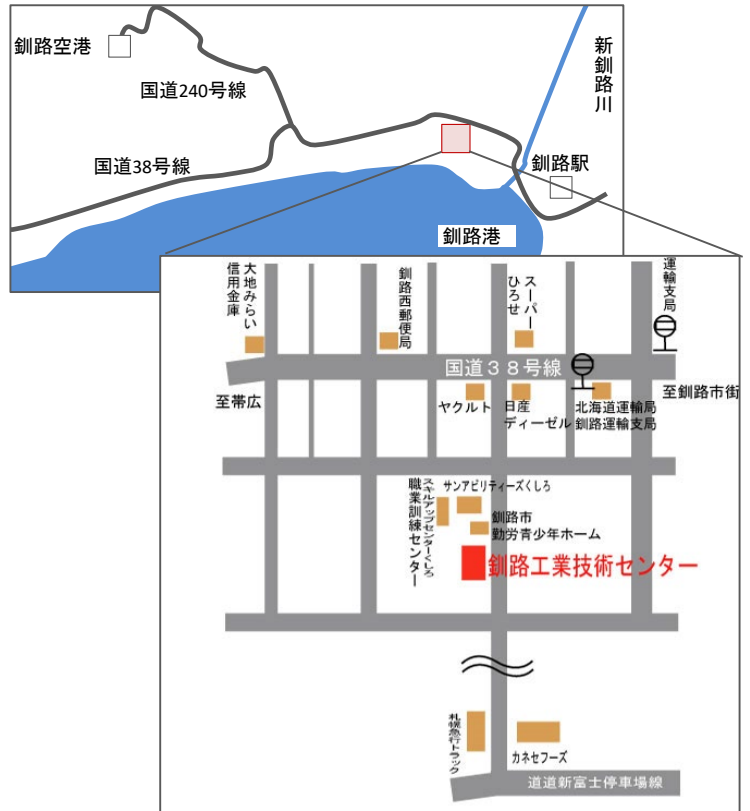 釧路空港
国道240号線
国道38号線
新釧路川
釧路駅
釧路港
大地みらい
信用金庫
釧路西郵便局
スーパー
ひろせ
運輸支局
国道38号線
至帯広
ヤクルト
日産
ディーゼル
北海道運輸局
釧路運輸支局
至釧路市街
サンアビリティーズくしろ
スキルアップセンターくしろ
職業訓練センター
釧路市
勤労青少年ホーム
釧路工業技術センター
札幌急行トラック
カネセフーズ
道道新富士停車場線